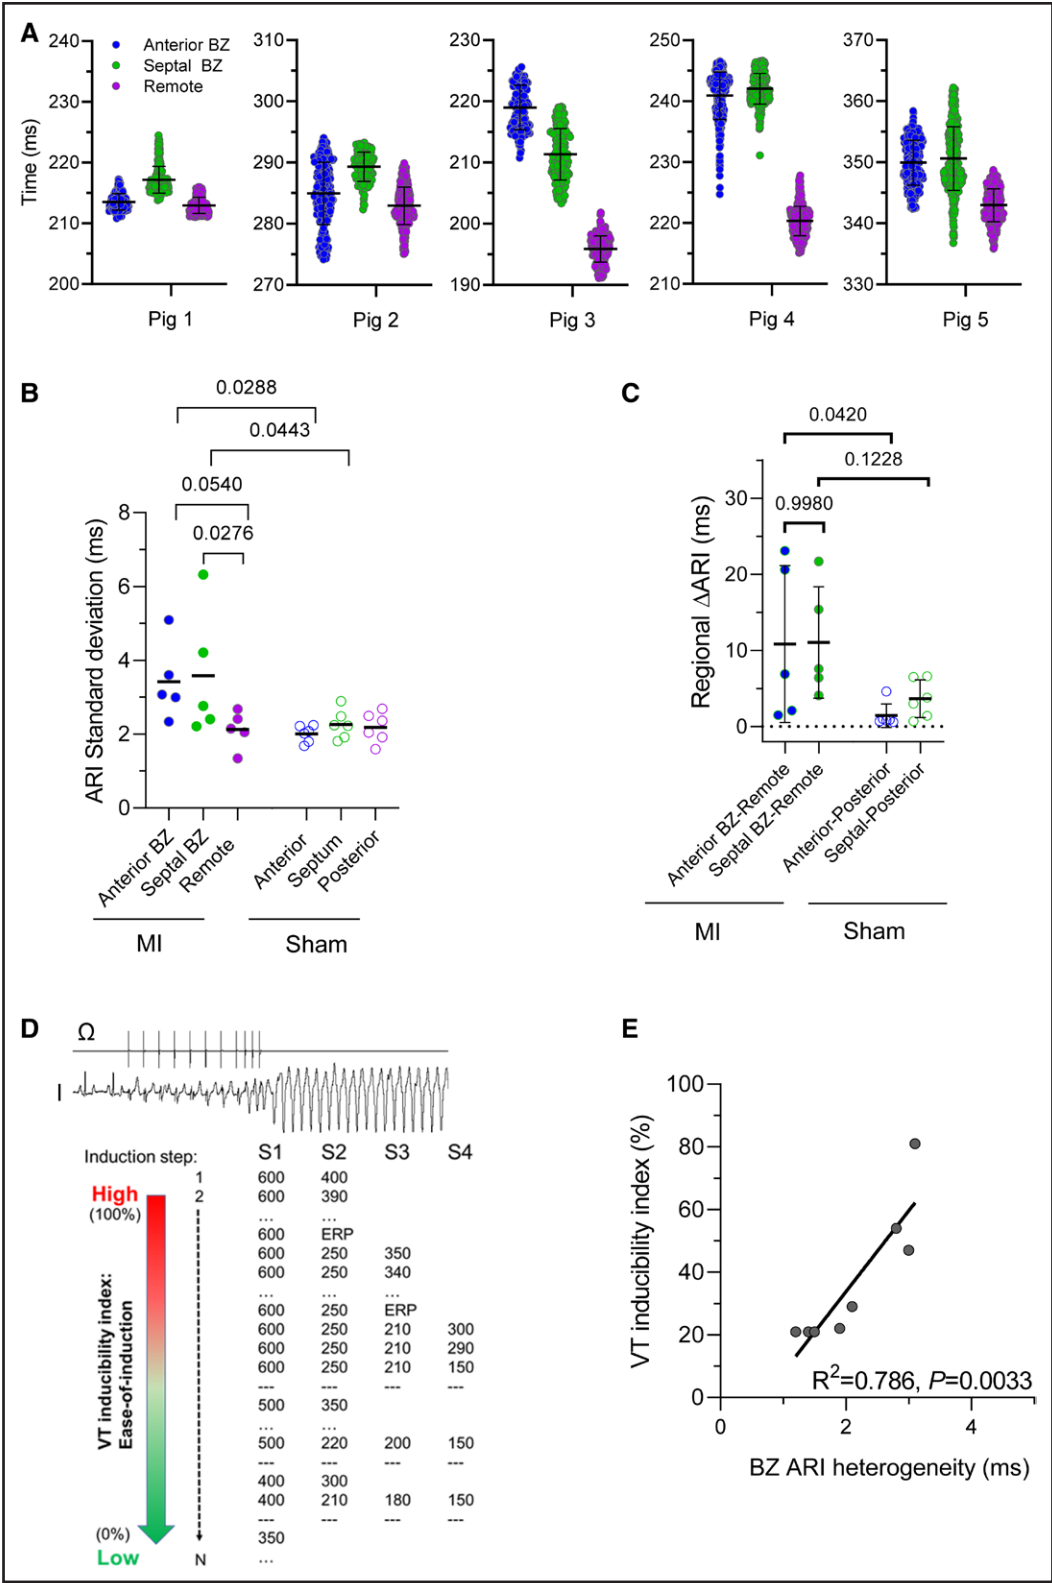 A
Anterior BZ
Septal BZ
Remote
Time (ms)
240
230
220
210
200
Pig 1
310
300
290
280
270
Pig 2
230
220
210
200
190
Pig 3
250
240
230
220
210
Pig 4
370
360
350
340
330
Pig 5
B
0.0288
0.0443
0.0540
0.0276
ARI Standard deviation (ms)
8
6
4
2
0
Anterior BZ
Septal BZ
Remote
Anterior
Septum
Posterior
MI
Sham
C
0.0420
0.1228
0.9980
Regional ΔARI (ms)
30
20
10
0
Anterior BZ-Remote
Septal BZ-Remote
Anterior-Posterior
Septal-Posterior
MI
Sham
D
Ω
I
Induction step:
S1 S2 S3 S4
1 600 400
2 600 390
... ...
600 ERP
600 250 350
600 250 340
... ... ...
600 250 ERP
600 250 210 300
600 250 210 290
600 250 210 150
--- --- --- ---
500 350
... ...
500 220 200 150
--- --- --- ---
400 300
400 210 180 150
--- --- --- ---
350
N ...
High
(100%)
VT inducibility index:
Ease-of-induction
(0%)
Low
E
VT inducibility index (%)
100
80
60
40
20
0
0 2 4
R2=0.786, P=0.0033
BZ ARI heterogeneity (ms)